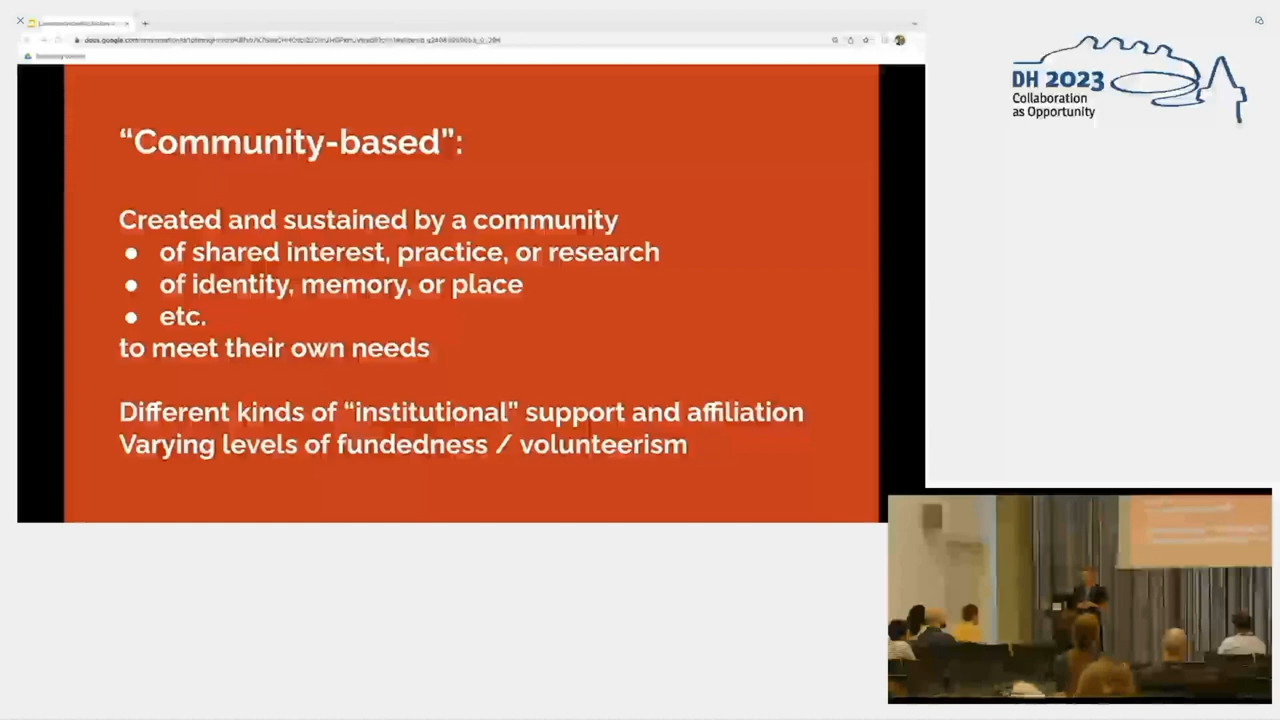 “Community-based”:
Created and sustained by a community
● of shared interest, practice, or research
● of identity, memory, or place
● etc.
to meet their own needs
Different kinds of “institutional” support and affiliation
Varying levels of fundedness / volunteerism
DH 2023
Collaboration
as Opportunity